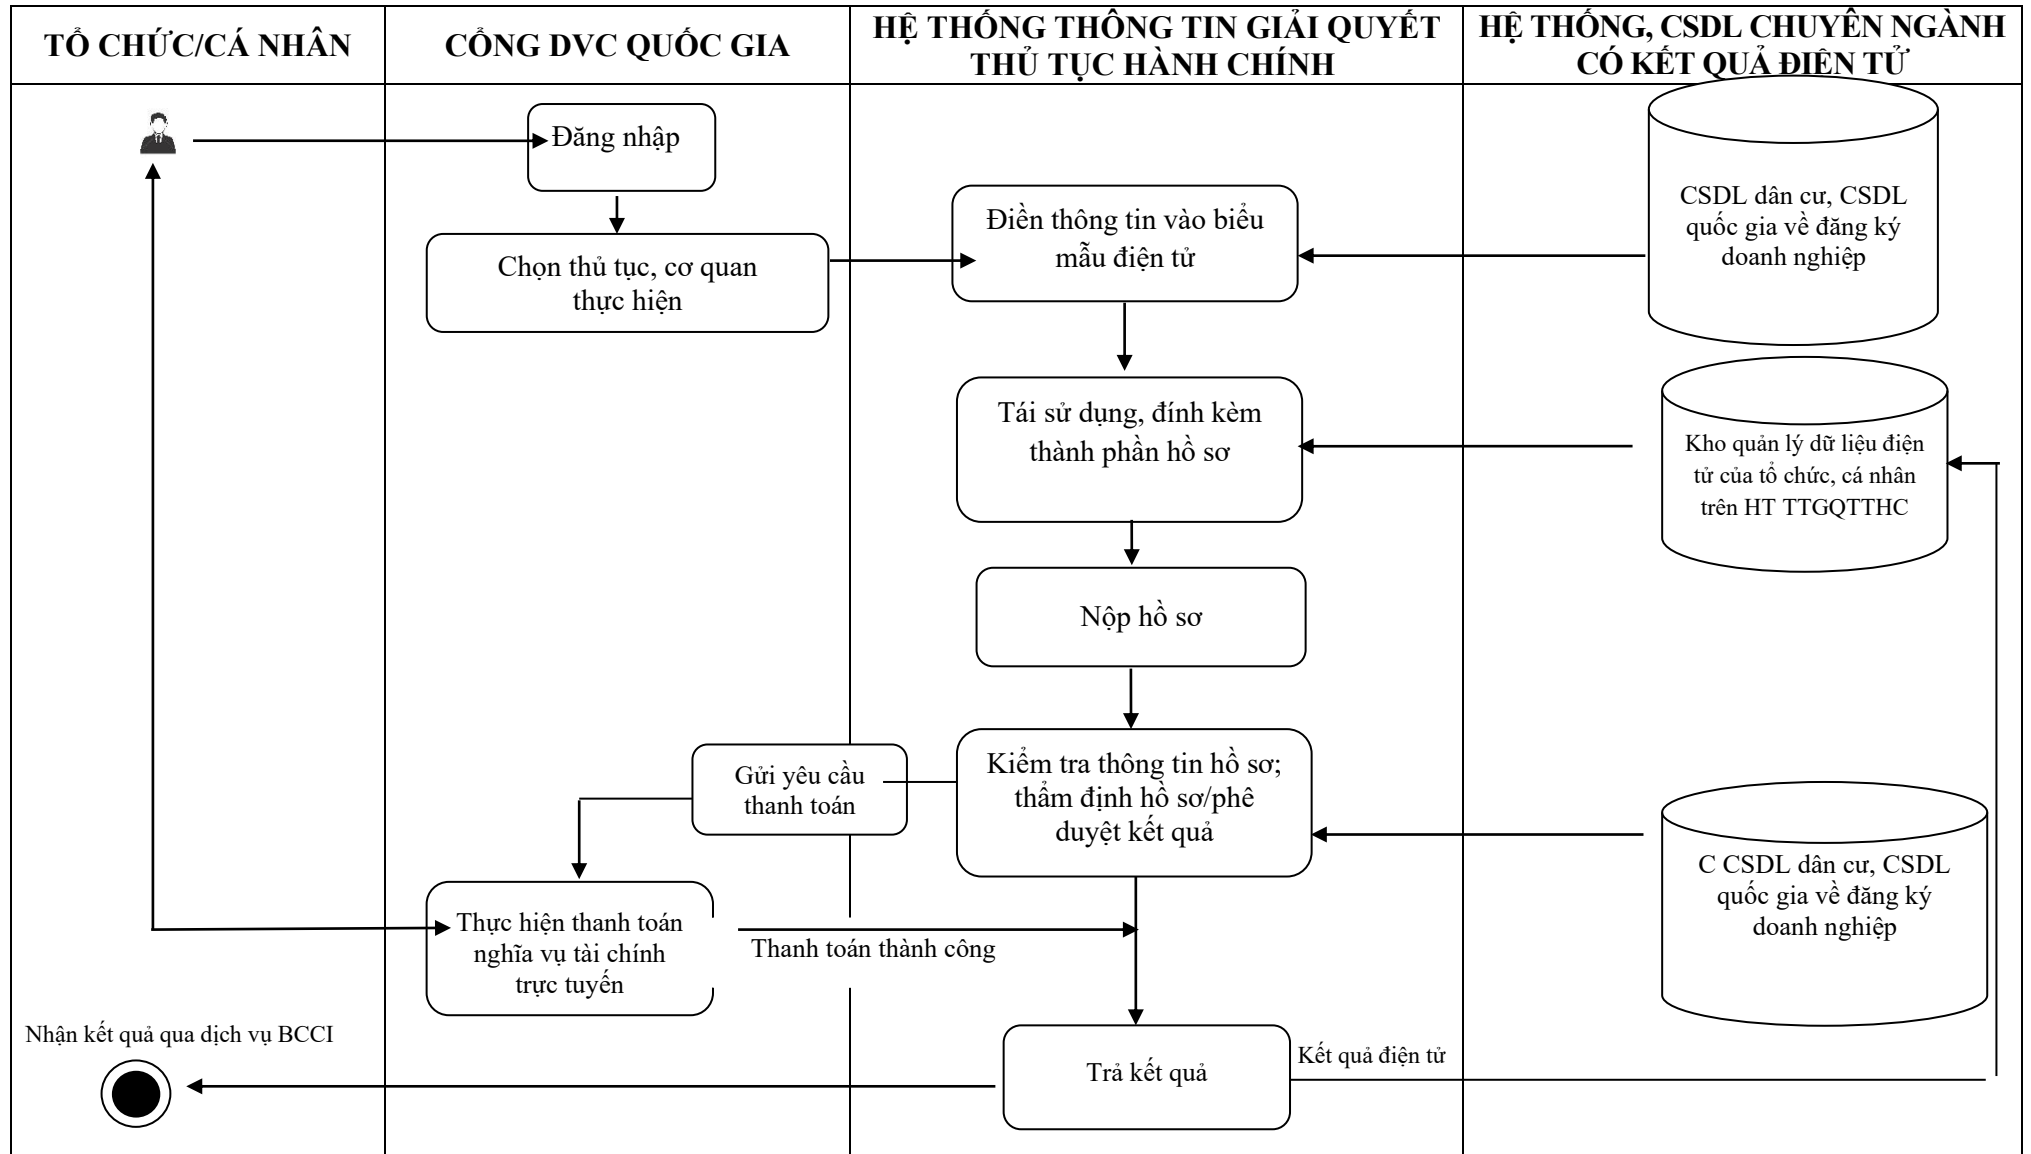 TỔ CHỨC/CÁ NHÂN
CỔNG DVC QUỐC GIA
HỆ THỐNG THÔNG TIN GIẢI QUYẾT
THỦ TỤC HÀNH CHÍNH
HỆ THỐNG, CSDL CHUYÊN NGÀNH
CÓ KẾT QUẢ ĐIỆN TỬ
Đăng nhập
Chọn thủ tục, cơ quan
thực hiện
Điền thông tin vào biểu
mẫu điện tử
CSDL dân cư, CSDL
quốc gia về đăng ký
doanh nghiệp
Tái sử dụng, đính kèm
thành phần hồ sơ
Kho quản lý dữ liệu điện
tử của tổ chức, cá nhân
trên HT TTGQTTHC
Nộp hồ sơ
Gửi yêu cầu
thanh toán
Kiểm tra thông tin hồ sơ;
thẩm định hồ sơ/phê
duyệt kết quả
C CSDL dân cư, CSDL
quốc gia về đăng ký
doanh nghiệp
Thực hiện thanh toán
nghĩa vụ tài chính
trực tuyến
Thanh toán thành công
Nhận kết quả qua dịch vụ BCCI
Trả kết quả
Kết quả điện tử